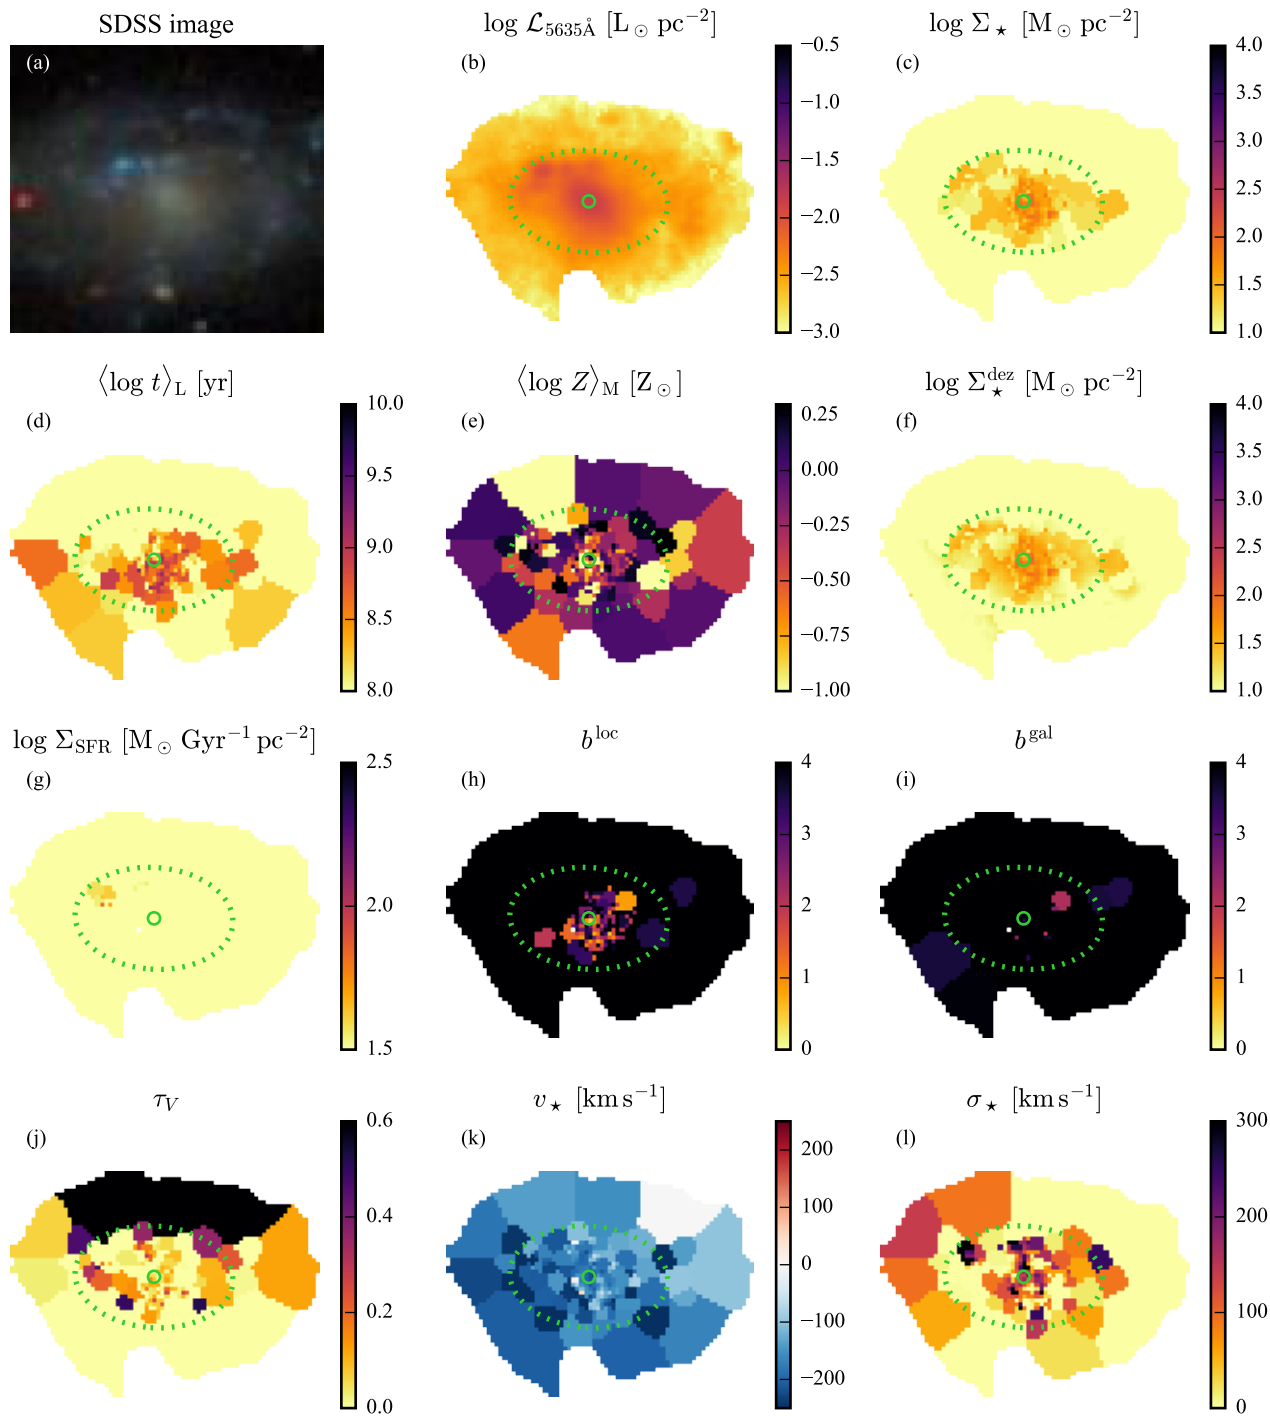 SDSS image
log ℒ5635Å [L⊙ pc−2]
log Σ⋆ [M⊙ pc−2]
(a)
(b)
−0.5
−1.0
−1.5
−2.0
−2.5
−3.0
(c)
4.0
3.5
3.0
2.5
2.0
1.5
1.0
⟨log t⟩L [yr]
⟨log Z⟩M [Z⊙]
log Σ⋆dez [M⊙ pc−2]
(d)
10.0
9.5
9.0
8.5
8.0
(e)
0.25
0.00
−0.25
−0.50
−0.75
−1.00
(f)
4.0
3.5
3.0
2.5
2.0
1.5
1.0
log ΣSFR [M⊙ Gyr−1 pc−2]
bloc
bgal
(g)
2.5
2.0
1.5
(h)
4
3
2
1
0
(i)
4
3
2
1
0
τV
v⋆ [km s−1]
σ⋆ [km s−1]
(j)
0.6
0.4
0.2
0.0
(k)
200
100
0
−100
−200
(l)
300
200
100
0